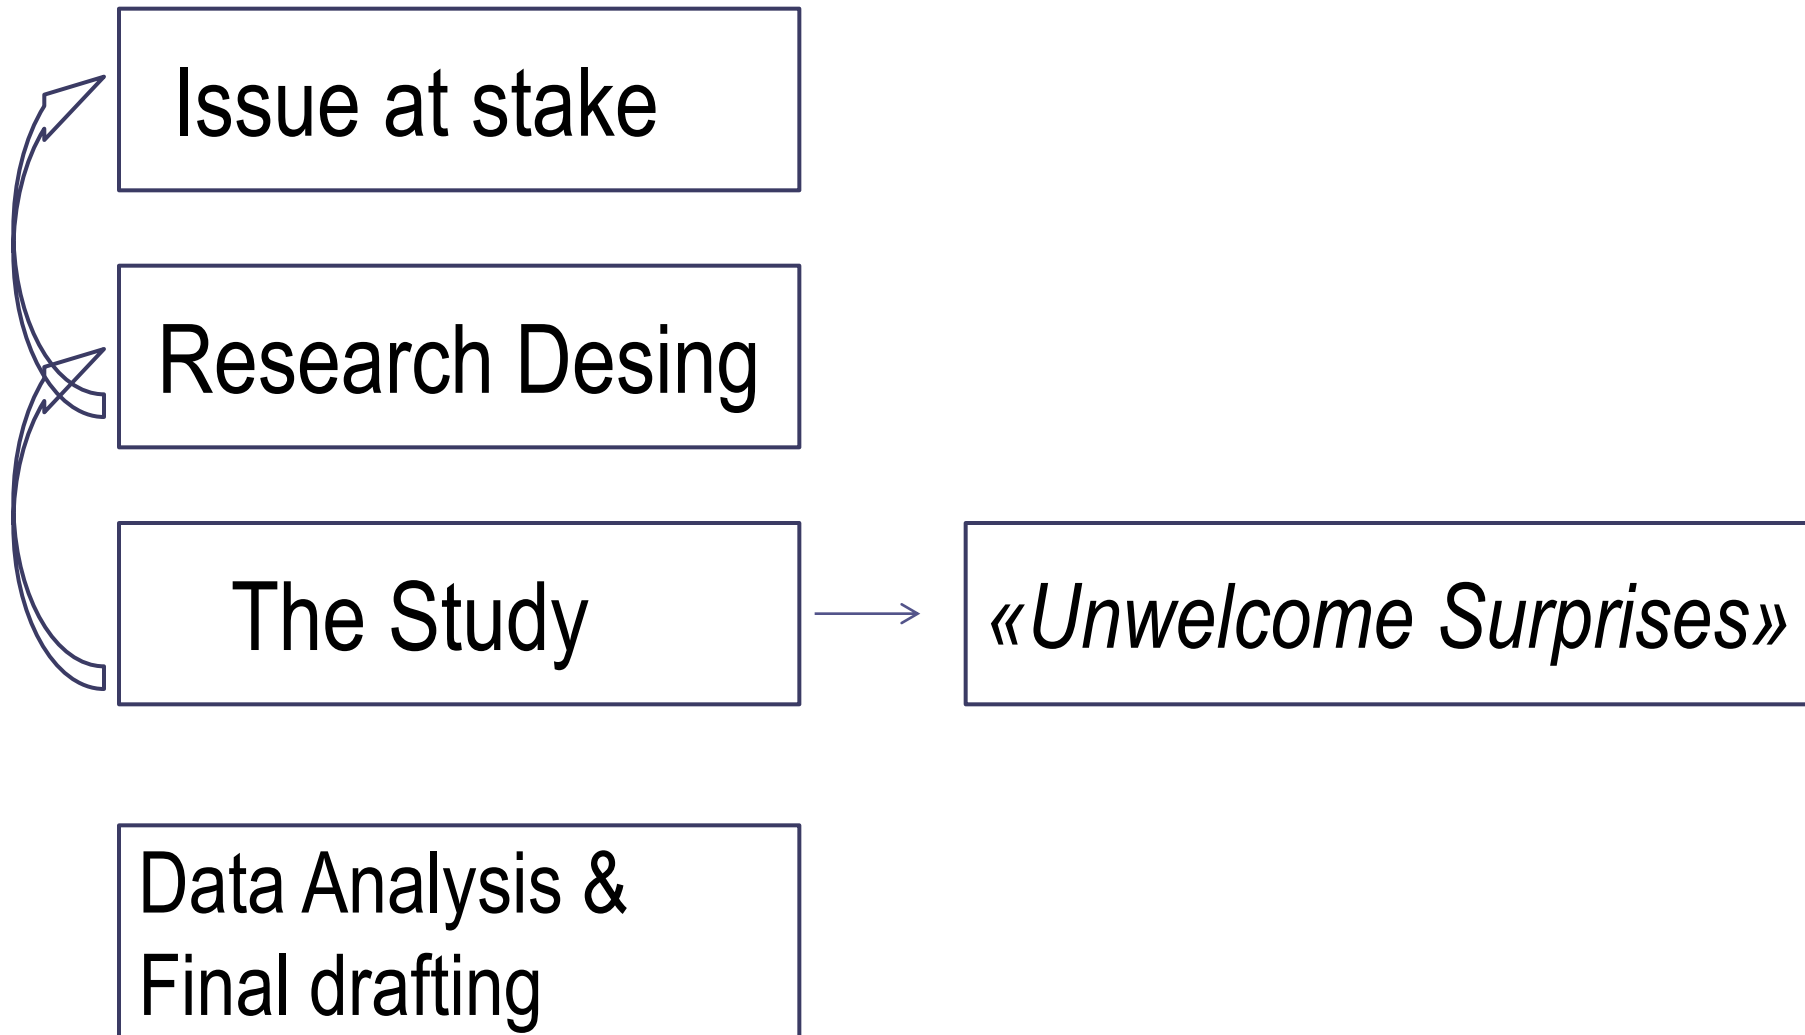 Issue at stake
Research Desing
The Study
«Unwelcome Surprises»
Data Analysis &
Final drafting